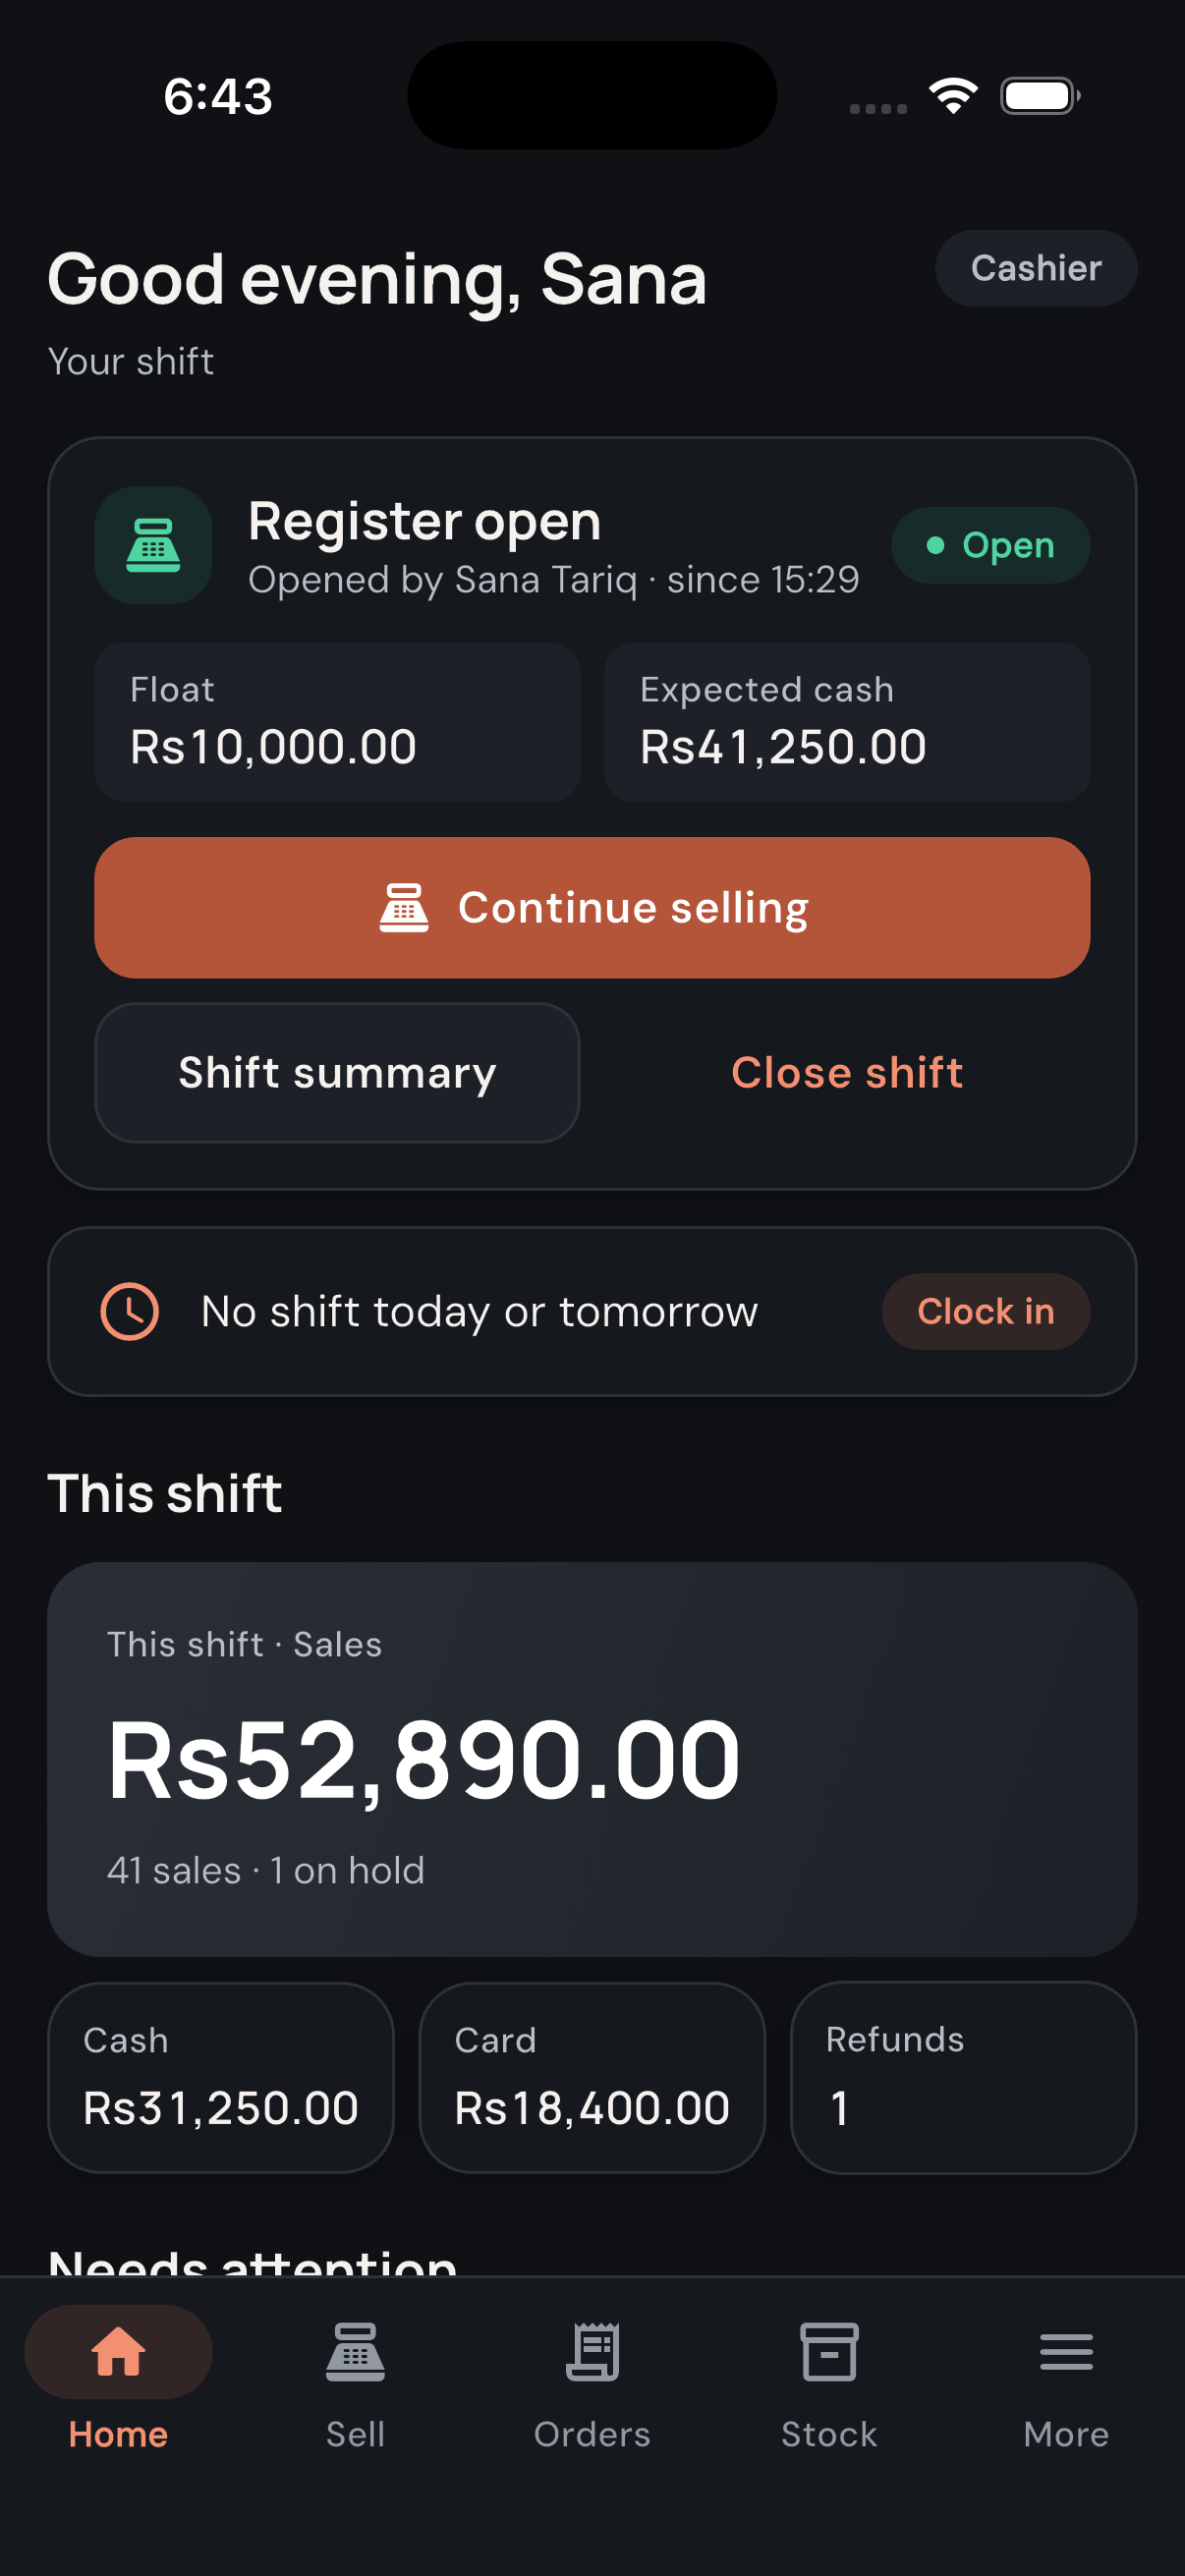 6:43
Good evening, Sana
Cashier
Your shift
Register open
Opened by Sana Tariq · since 15:29
Open
Float
Rs10,000.00
Expected cash
Rs41,250.00
Continue selling
Shift summary
Close shift
No shift today or tomorrow
Clock in
This shift
This shift · Sales
Rs52,890.00
41 sales · 1 on hold
Cash
Rs31,250.00
Card
Rs18,400.00
Refunds
1
Needs attention
Home
Sell
Orders
Stock
More